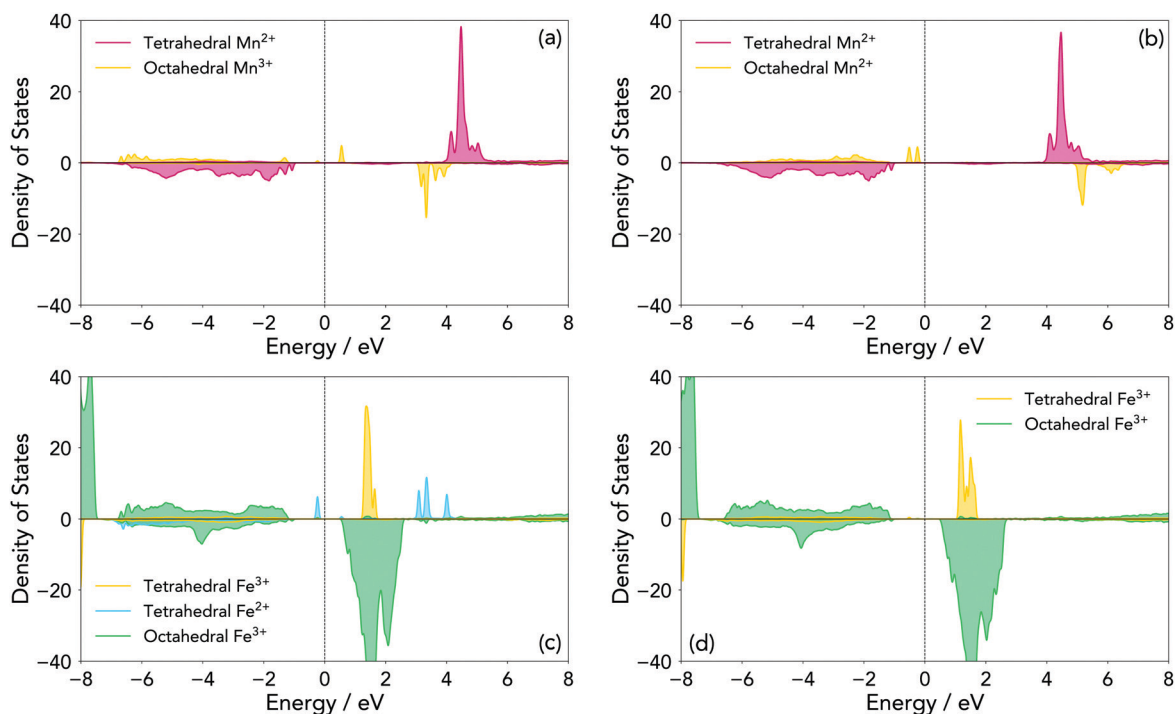 40
20
0
−20
−40
Density of States
−8 −6 −4 −2 0 2 4 6 8
Energy / eV
Tetrahedral Mn²⁺
Octahedral Mn³⁺
(a)
40
20
0
−20
−40
Density of States
−8 −6 −4 −2 0 2 4 6 8
Energy / eV
Tetrahedral Mn²⁺
Octahedral Mn²⁺
(b)
40
20
0
−20
−40
Density of States
−8 −6 −4 −2 0 2 4 6 8
Energy / eV
Tetrahedral Fe³⁺
Tetrahedral Fe²⁺
Octahedral Fe³⁺
(c)
40
20
0
−20
−40
Density of States
−8 −6 −4 −2 0 2 4 6 8
Energy / eV
Tetrahedral Fe³⁺
Octahedral Fe³⁺
(d)